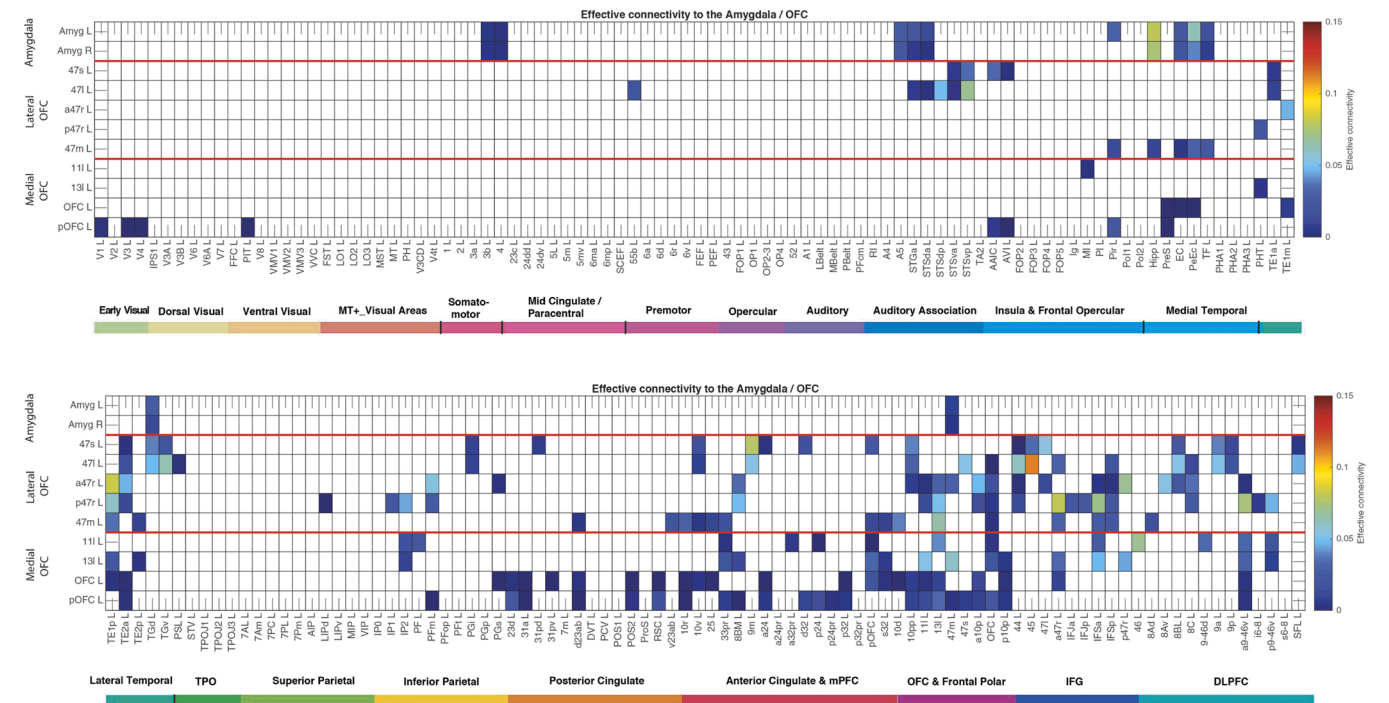 Effective connectivity to the Amygdala / OFC
Amygdala
Lateral
OFC
Medial
OFC
Amyg L
Amyg R
47s L
47l L
a47r L
p47r L
47m L
11l L
13l L
OFC L
pOFC L
0.15
0.1
0.05
0
Effective connectivity
V1 L
V2 L
V3 L
V4 L
IPS1 L
V3A L
V3B L
V6 L
V6A L
V7 L
FFC L
PIT L
V8 L
VMV1 L
VMV2 L
VMV3 L
VVC L
FST L
LO1 L
LO2 L
LO3 L
MST L
MT L
PH L
V3CD L
V4t L
1 L
2 L
3a L
3b L
4 L
23c L
24dd L
24dv L
5L L
5m L
5mv L
6ma L
6mp L
SCEF L
55b L
6a L
6d L
6r L
6v L
FEF L
PEF L
43 L
FOP1 L
OP1 L
OP2-3 L
OP4 L
52 L
A1 L
LBelt L
MBelt L
PBelt L
PFcm L
RI L
A4 L
A5 L
STGa L
STSda L
STSdp L
STSva L
STSvp L
TA2 L
AAIC L
AVI L
FOP2 L
FOP3 L
FOP4 L
FOP5 L
Ig L
MI L
PI L
Pir L
PoI1 L
PoI2 L
Hipp L
PreS L
EC L
PeEc L
TF L
PHA1 L
PHA2 L
PHA3 L
PHT L
TE1a L
TE1m L
Early Visual
Dorsal Visual
Ventral Visual
MT+_Visual Areas
Somato-
motor
Mid Cingulate /
Paracentral
Premotor
Opercular
Auditory
Auditory Association
Insula & Frontal Opercular
Medial Temporal
Effective connectivity to the Amygdala / OFC
Amygdala
Lateral
OFC
Medial
OFC
Amyg L
Amyg R
47s L
47l L
a47r L
p47r L
47m L
11l L
13l L
OFC L
pOFC L
0.15
0.1
0.05
0
Effective connectivity
TE1p L
TE2a L
TE2p L
TGd L
TGv L
PSL L
STV L
TPOJ1 L
TPOJ2 L
TPOJ3 L
7AL L
7Am L
7PC L
7PL L
7Pm L
AIP L
LIPd L
LIPv L
MIP L
VIP L
IP0 L
IP1 L
IP2 L
PF L
PFm L
PFop L
PFt L
PGi L
PGp L
PGs L
23d L
31a L
31pd L
31pv L
7m L
d23ab L
DVT L
PCV L
POS1 L
POS2 L
ProS L
RSC L
v23ab L
10r L
10v L
25 L
33pr L
8BM L
9m L
a24 L
a24pr L
a32pr L
d32 L
p24 L
p24pr L
p32 L
p32pr L
pOFC L
s32 L
10d L
10pp L
11l L
13l L
47m L
47s L
a10p L
OFC L
p10p L
44 L
45 L
47l L
a47r L
IFJa L
IFJp L
IFSa L
IFSp L
p47r L
46 L
8Ad L
8Av L
8BL L
8C L
9-46d L
9a L
9p L
a9-46v L
i6-8 L
p9-46v L
s6-8 L
SFL L
Lateral Temporal
TPO
Superior Parietal
Inferior Parietal
Posterior Cingulate
Anterior Cingulate & mPFC
OFC & Frontal Polar
IFG
DLPFC